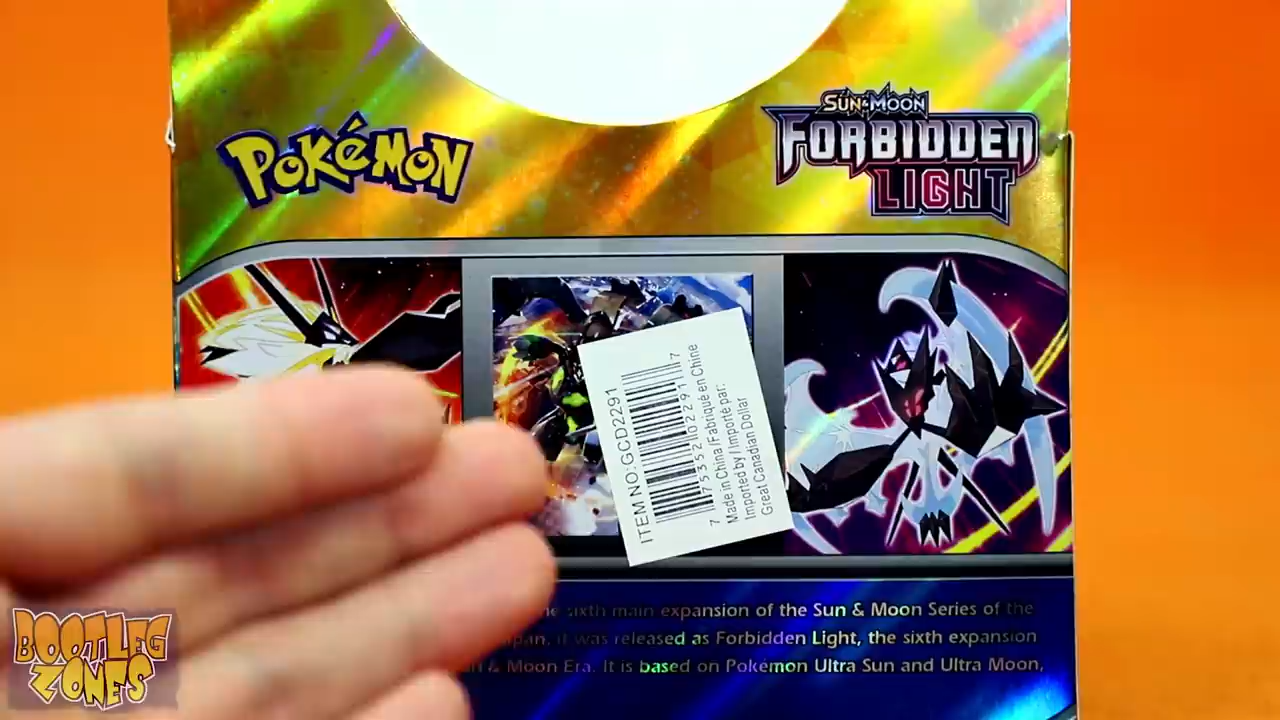 POKéMON
SUN & MOON
FORBIDDEN
LIGHT
ITEM NO:GCD2291
7 75352 02291 7
Made in China / Fabriqué en Chine
Imported by / Importé par:
Great Canadian Dollar
sixth main expansion of the Sun & Moon Series of the
it was released as Forbidden Light, the sixth expansion
& Moon Era. It is based on Pokémon Ultra Sun and Ultra Moon,
BOOTLEG
ZONES